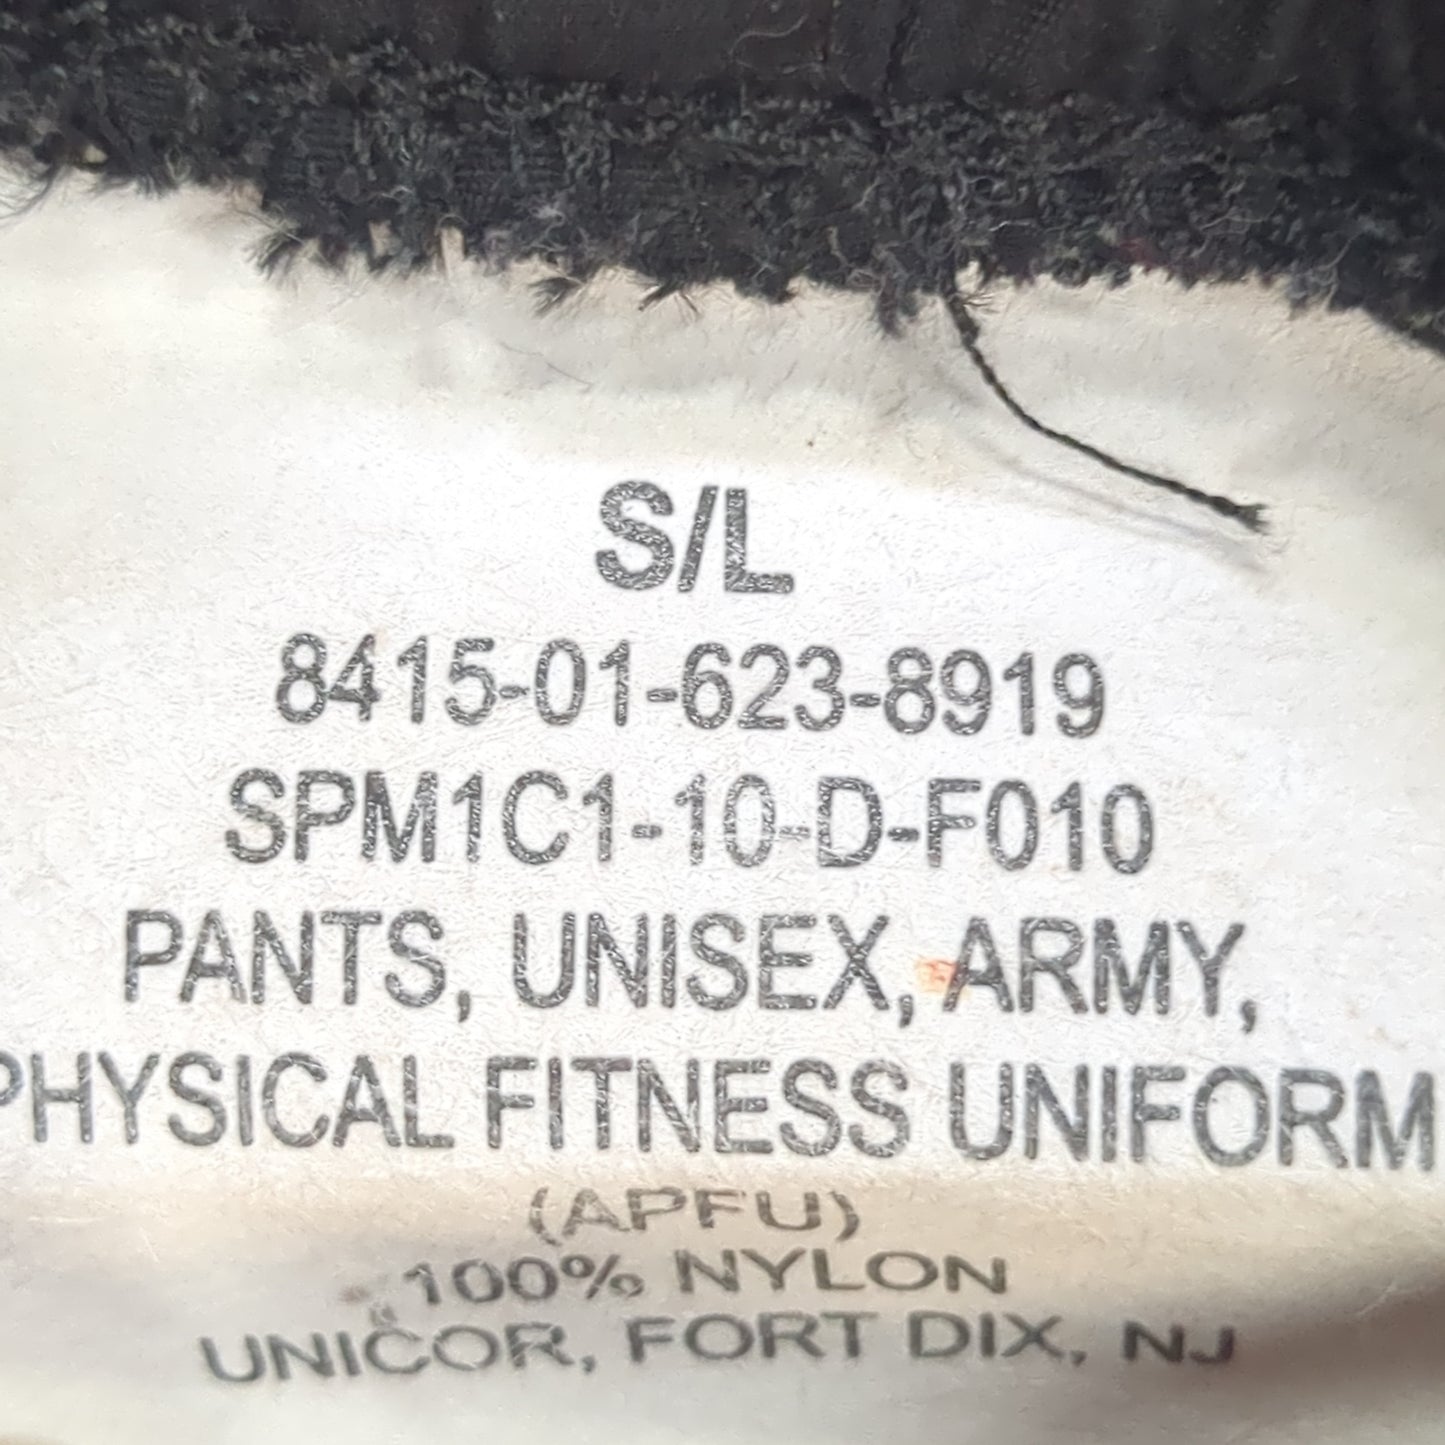 S/L
8415-01-623-8919
SPM1C1-10-D-F010
PANTS, UNISEX, ARMY,
PHYSICAL FITNESS UNIFORM
(APFU)
100% NYLON
UNICOR, FORT DIX, NJ